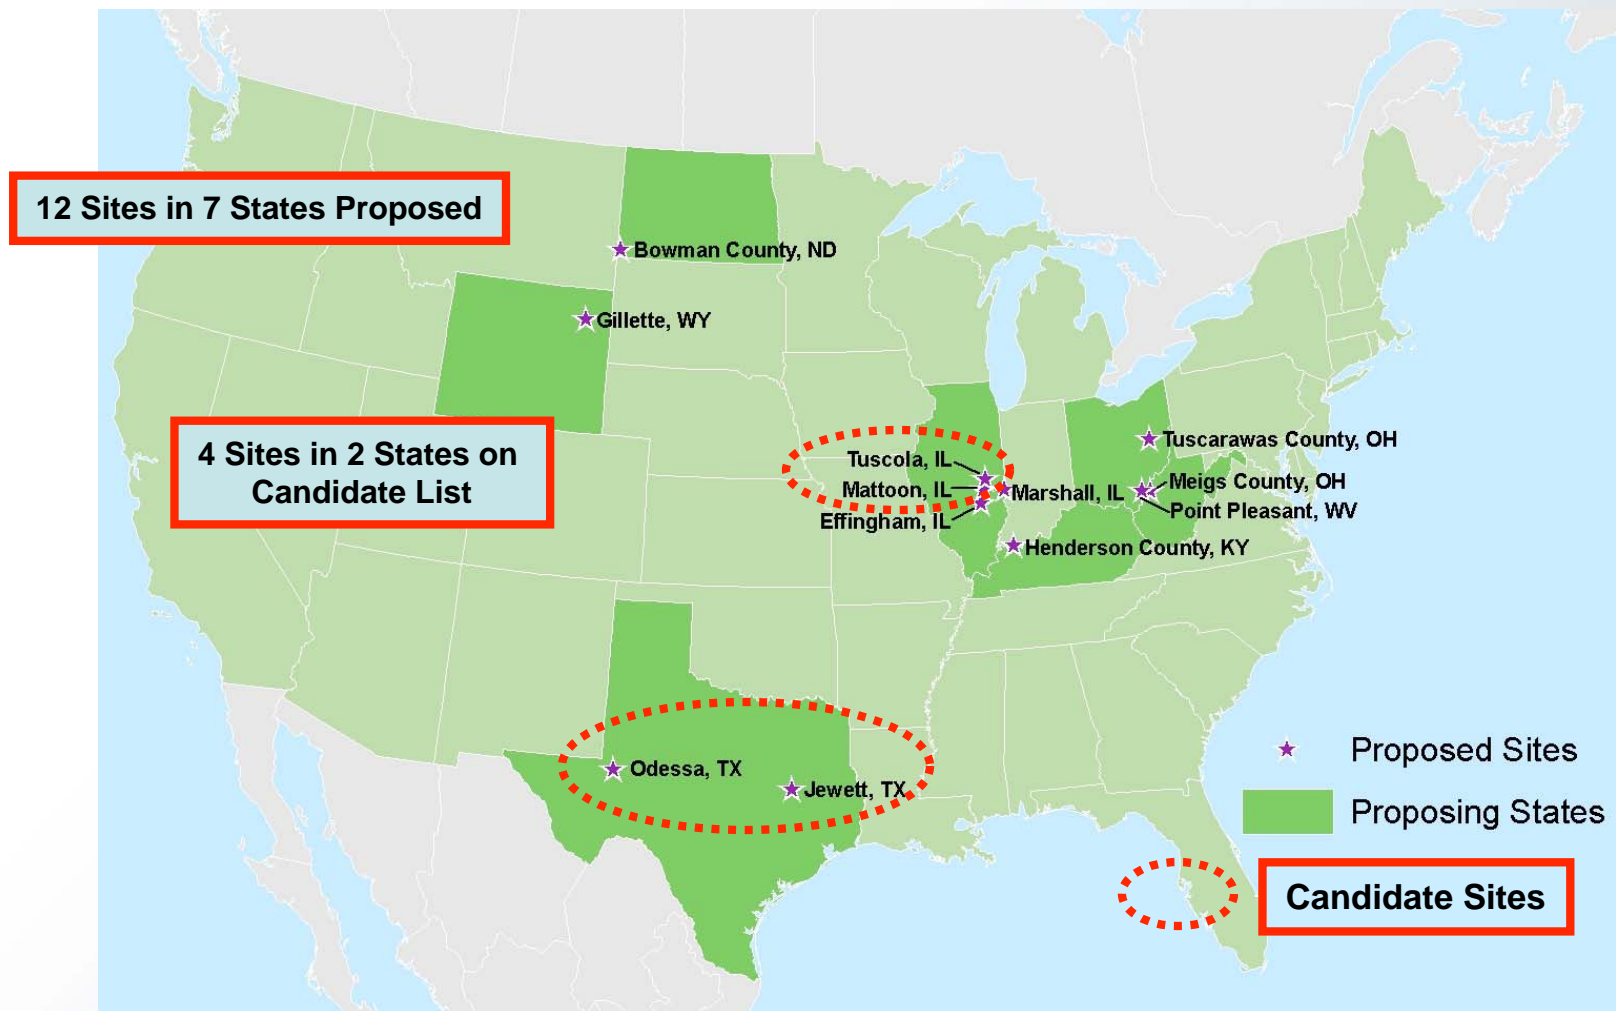 12 Sites in 7 States Proposed
Bowman County, ND
Gillette, WY
4 Sites in 2 States on
Candidate List
Tuscola, IL
Mattoon, IL
Effingham, IL
Marshall, IL
Tuscarawas County, OH
Meigs County, OH
Point Pleasant, WV
Henderson County, KY
Odessa, TX
Jewett, TX
Proposed Sites
Proposing States
Candidate Sites